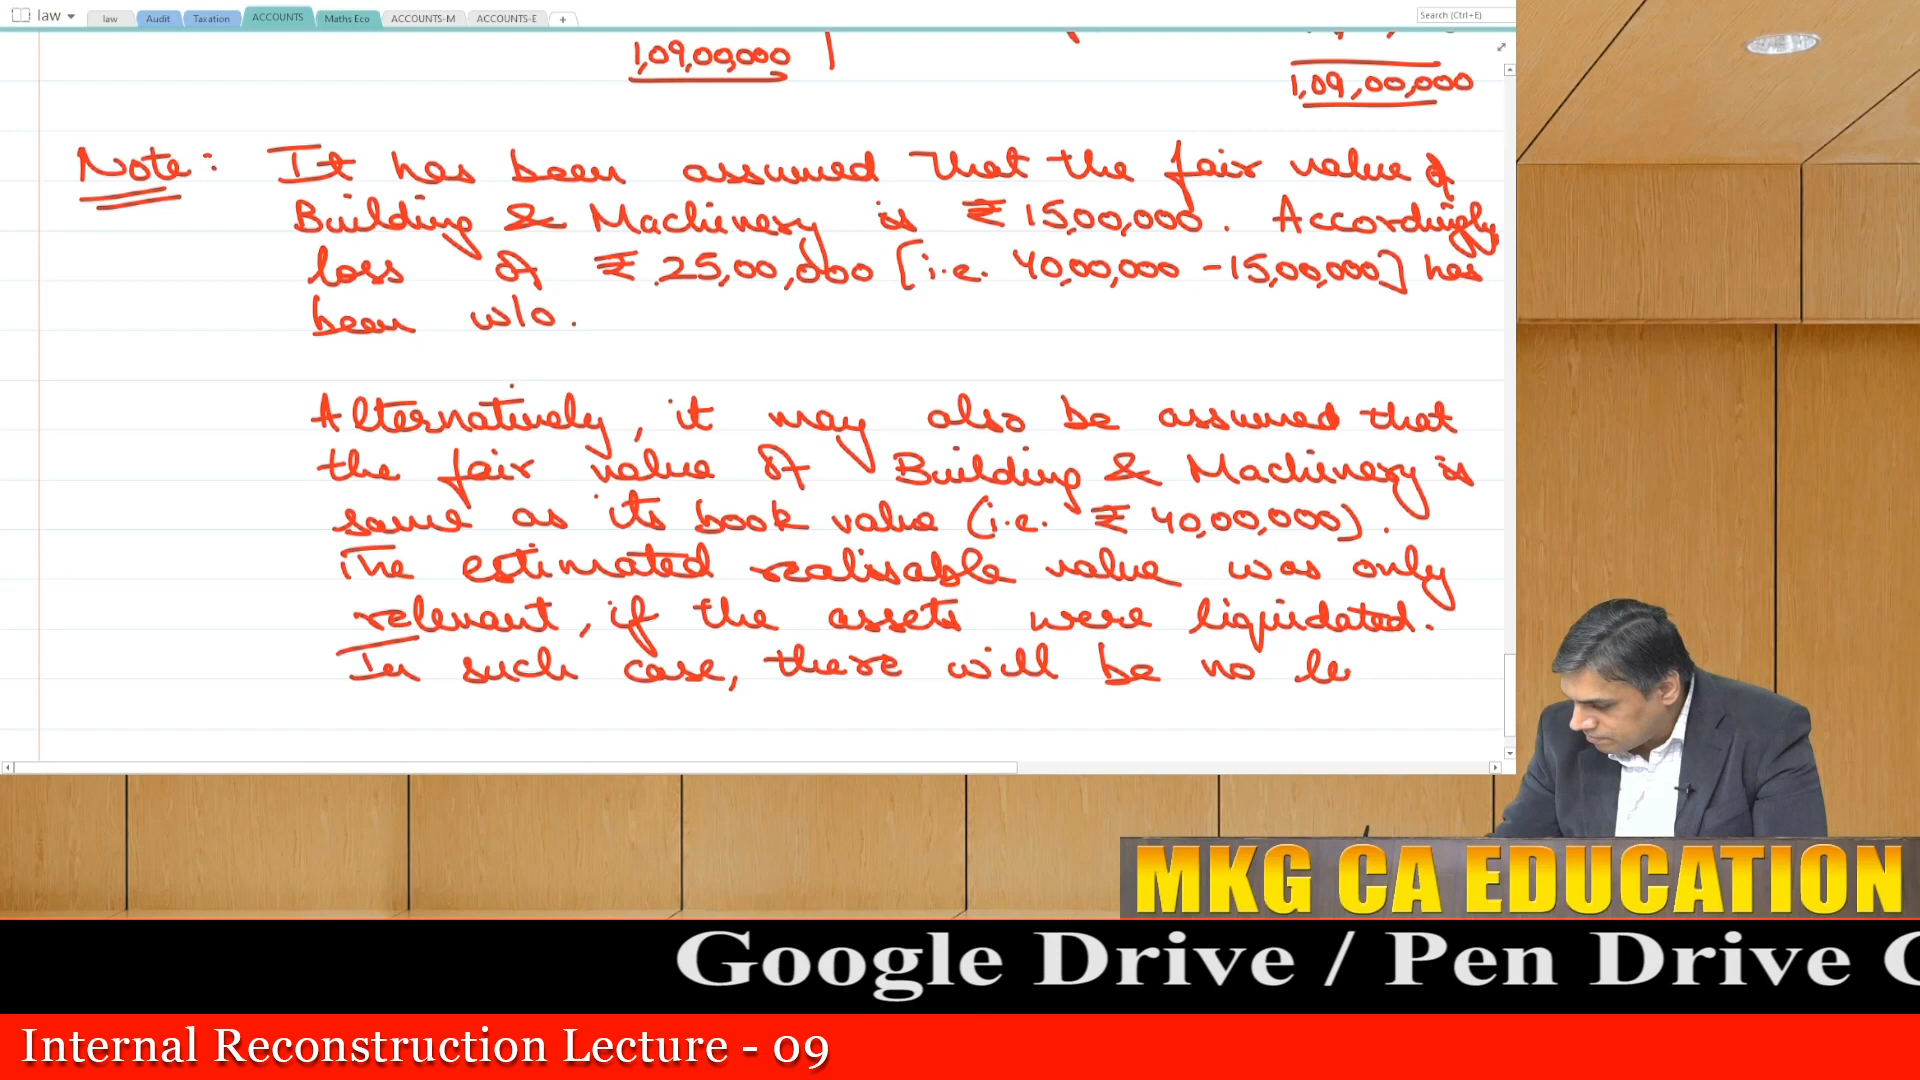 law
law Audit Taxation ACCOUNTS Maths Eco ACCOUNTS-M ACCOUNTS-E +
Search (Ctrl+E)
1,09,00,000
1,09,00,000
Note: It has been assumed that the fair value of
Building & Machinery is ₹ 15,00,000. Accordingly
loss of ₹ 25,00,000 [i.e. 40,00,000 - 15,00,000] has
been w/o.
Alternatively, it may also be assumed that
the fair value of Building & Machinery is
same as its book value (i.e. ₹ 40,00,000).
The estimated realisable value was only
relevant, if the assets were liquidated.
In such case, there will be no
MKG CA EDUCATION
Google Drive / Pen Drive
Internal Reconstruction Lecture - 09